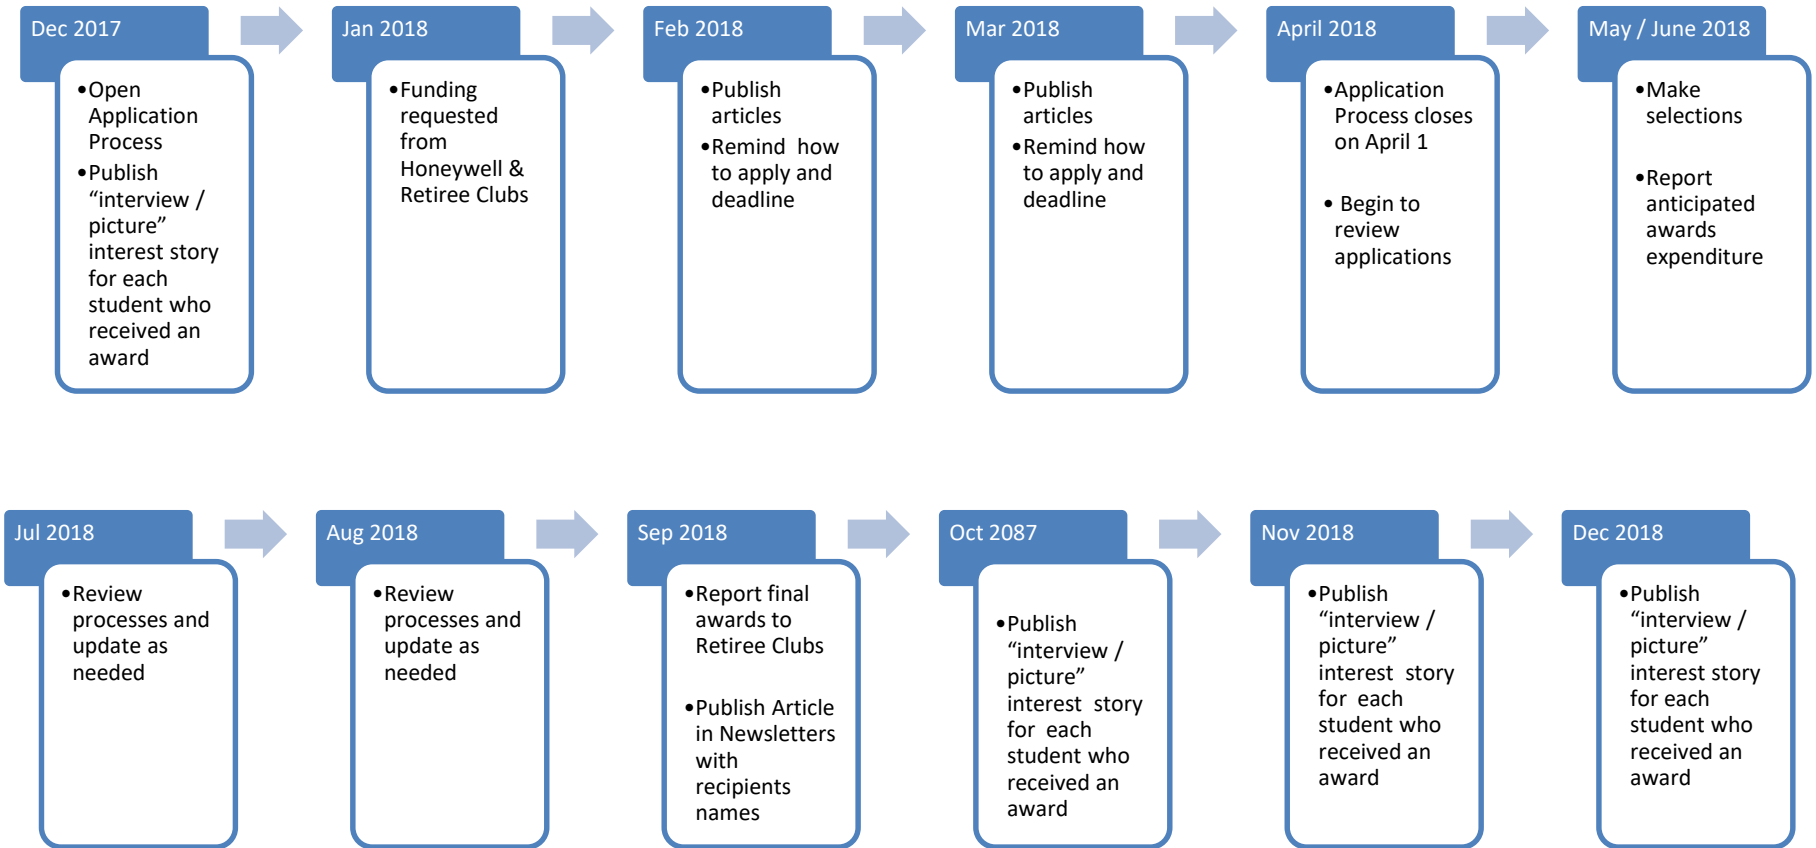 Dec 2017
•Open
Application
Process
•Publish
“interview /
picture”
interest story
for each
student who
received an
award
Jan 2018
•Funding
requested
from
Honeywell &
Retiree Clubs
Feb 2018
•Publish
articles
•Remind how
to apply and
deadline
Mar 2018
•Publish
articles
•Remind how
to apply and
deadline
April 2018
•Application
Process closes
on April 1
• Begin to
review
applications
May / June 2018
•Make
selections
•Report
anticipated
awards
expenditure
Jul 2018
•Review
processes and
update as
needed
Aug 2018
•Review
processes and
update as
needed
Sep 2018
•Report final
awards to
Retiree Clubs
•Publish Article
in Newsletters
with
recipients
names
Oct 2087
•Publish
“interview /
picture”
interest story
for each
student who
received an
award
Nov 2018
•Publish
“interview /
picture”
interest story
for each
student who
received an
award
Dec 2018
•Publish
“interview /
picture”
interest story
for each
student who
received an
award